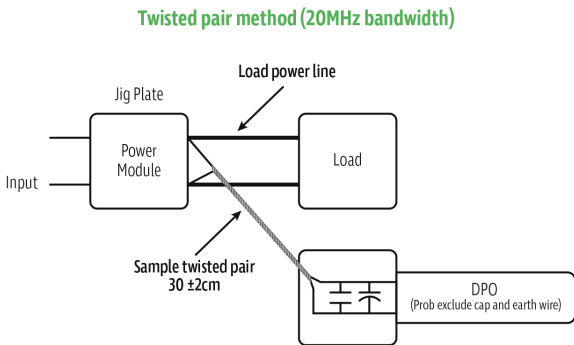 Twisted pair method (20MHz bandwidth)
Load power line
Jig Plate
Power
Module
Load
Input
Sample twisted pair
30 ±2cm
DPO
(Prob exclude cap and earth wire)